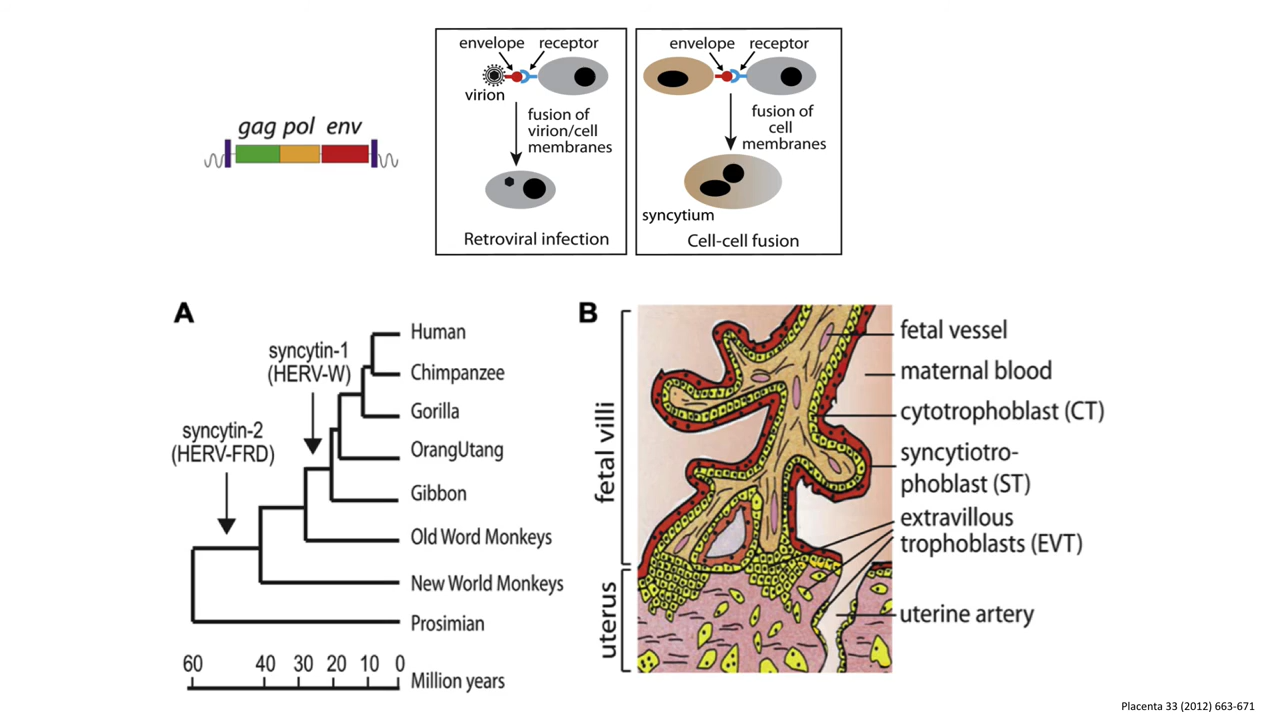 gag pol env
envelope receptor
virion
fusion of
virion/cell
membranes
Retroviral infection
envelope receptor
fusion of
cell
membranes
syncytium
Cell-cell fusion
A
syncytin-1
(HERV-W)
syncytin-2
(HERV-FRD)
Human
Chimpanzee
Gorilla
OrangUtang
Gibbon
Old Word Monkeys
New World Monkeys
Prosimian
60 40 30 20 10 0
Million years
B
fetal villi
uterus
fetal vessel
maternal blood
cytotrophoblast (CT)
syncytiotro-
phoblast (ST)
extravillous
trophoblasts (EVT)
uterine artery
Placenta 33 (2012) 663-671